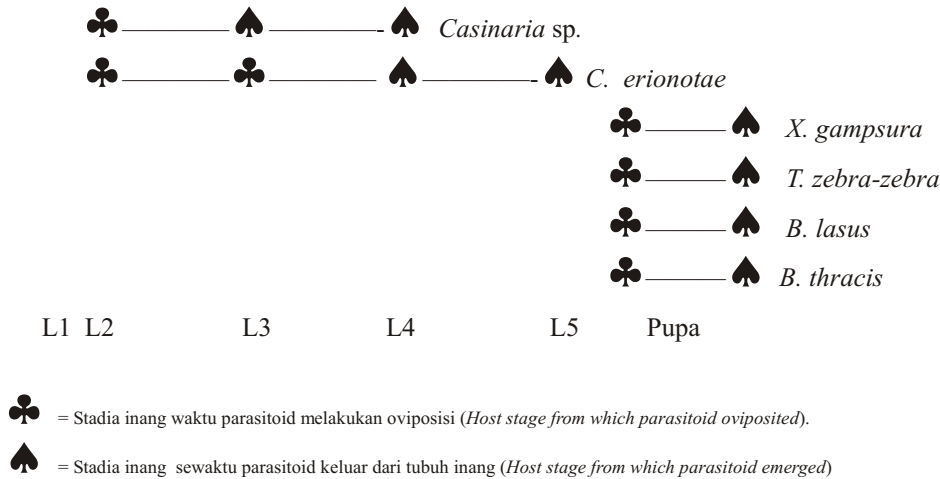 Casinaria sp.
C. erionotae
X. gampsura
T. zebra-zebra
B. lasus
B. thracis
L1 L2 L3 L4 L5 Pupa
= Stadia inang waktu parasitoid melakukan oviposisi (Host stage from which parasitoid oviposited).
= Stadia inang sewaktu parasitoid keluar dari tubuh inang (Host stage from which parasitoid emerged)